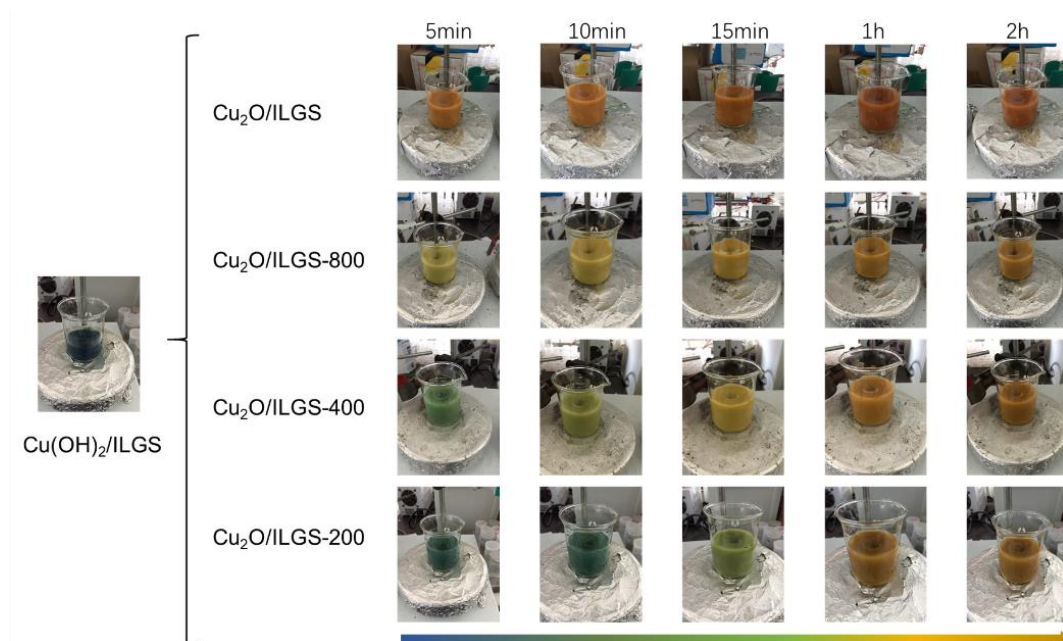 5min 10min 15min 1h 2h
Cu₂O/ILGS
Cu₂O/ILGS-800
Cu₂O/ILGS-400
Cu(OH)₂/ILGS
Cu₂O/ILGS-200